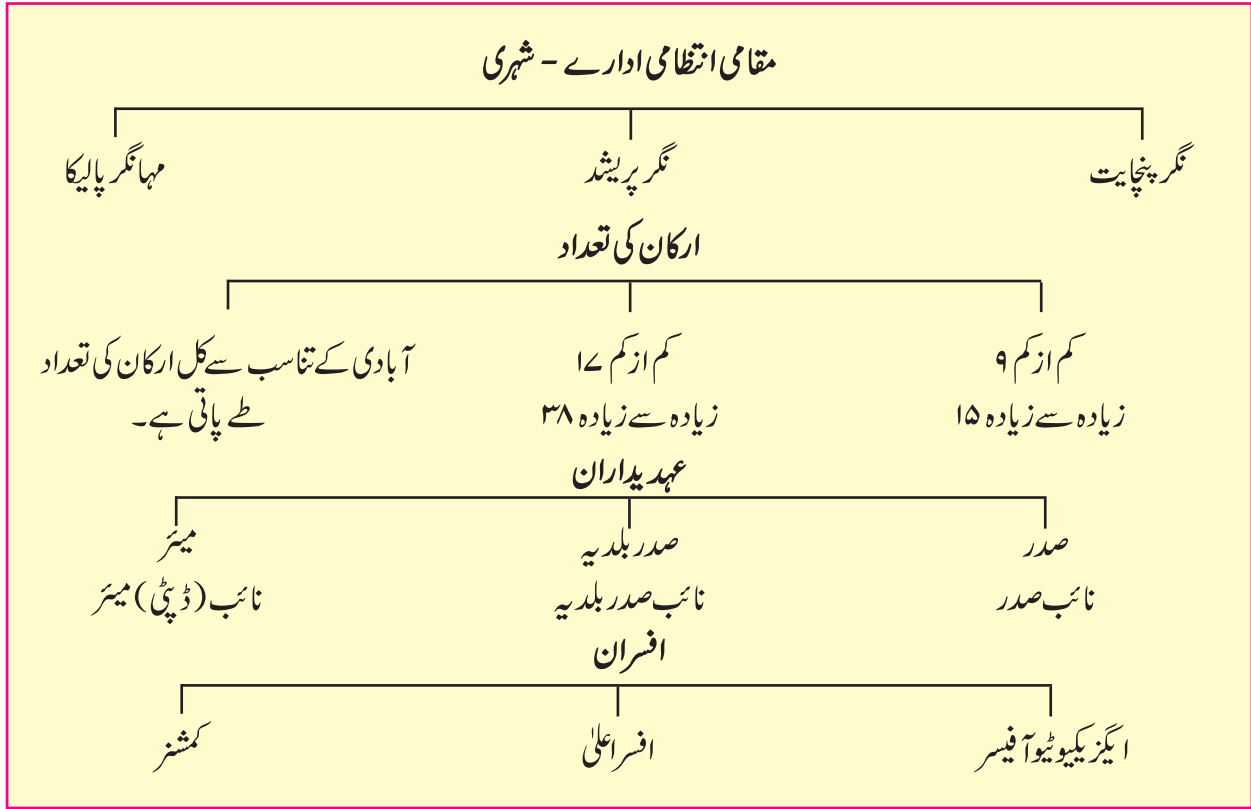 مقامی انتظامی ادارے – شہری
نگر پنچایت نگر پریشد مہانگر پالیکا
ارکان کی تعداد
کم از کم ۹ کم از کم ۱۷ آبادی کے تناسب سے کل ارکان کی تعداد
زیادہ سے زیادہ ۱۵ زیادہ سے زیادہ ۳۸ طے پاتی ہے۔
عہدیداران
صدر صدر بلدیہ میئر
نائب صدر نائب صدر بلدیہ نائب (ڈپٹی) میئر
افسران
ایگزیکیوٹیو آفیسر افسر اعلیٰ کمشنر